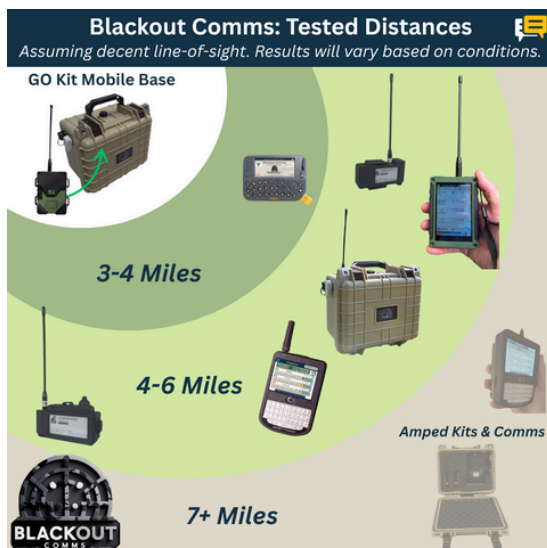 Blackout Comms: Tested Distances
Assuming decent line-of-sight. Results will vary based on conditions.
GO Kit Mobile Base
3-4 Miles
4-6 Miles
Amped Kits & Comms
7+ Miles
BLACKOUT
COMMS